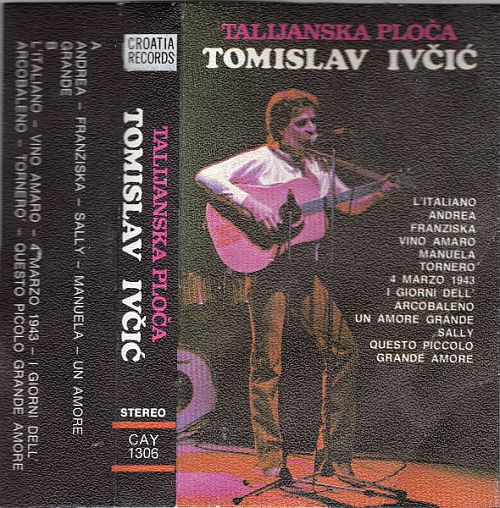 A
ANDREA – FRANZISKA – SALLY – MANUELA – UN AMORE
GRANDE
B
L'ITALIANO – VINO AMARO – 4 MARZO 1943 – I GIORNI DELL'
ARCOBALENO – TORNERO' – QUESTO PICOLO GRANDE AMORE
CROATIA
RECORDS
TALIJANSKA PLOČA
TOMISLAV IVČIĆ
STEREO
CAY
1306
TALIJANSKA PLOČA
TOMISLAV IVČIĆ
L'ITALIANO
ANDREA
FRANZISKA
VINO AMARO
MANUELA
TORNERO'
4 MARZO 1943
I GIORNI DELL'
ARCOBALENO
UN AMORE GRANDE
SALLY
QUESTO PICCOLO
GRANDE AMORE